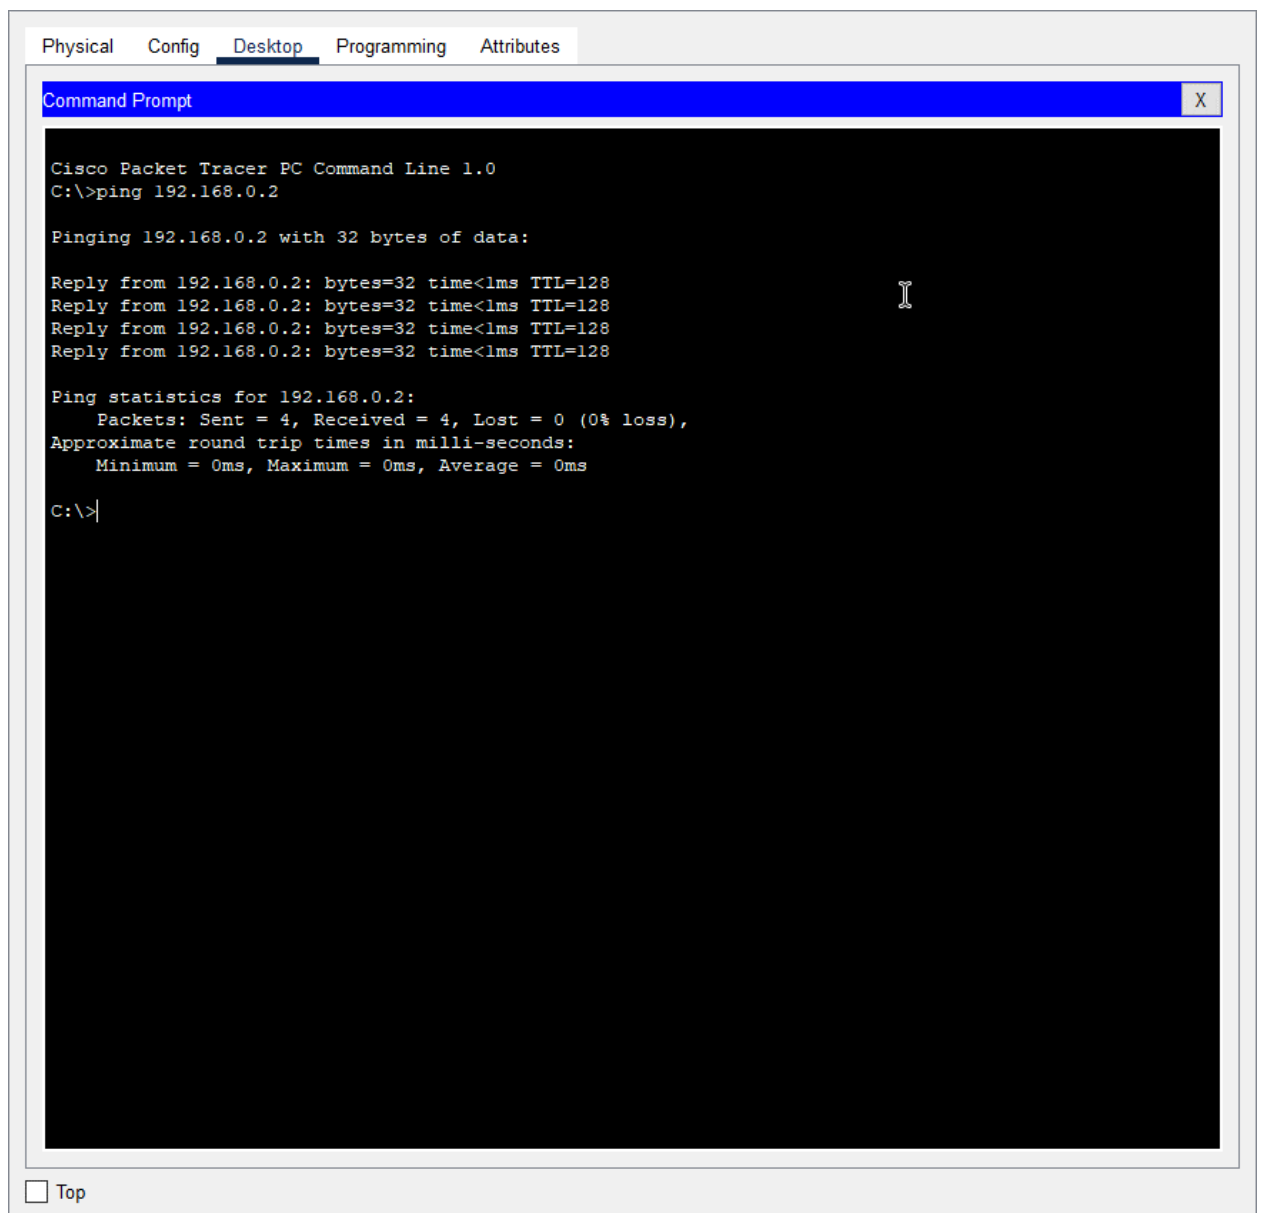 Physical Config Desktop Programming Attributes
Command Prompt X
Cisco Packet Tracer PC Command Line 1.0
C:\>ping 192.168.0.2
Pinging 192.168.0.2 with 32 bytes of data:
Reply from 192.168.0.2: bytes=32 time<1ms TTL=128
Reply from 192.168.0.2: bytes=32 time<1ms TTL=128
Reply from 192.168.0.2: bytes=32 time<1ms TTL=128
Reply from 192.168.0.2: bytes=32 time<1ms TTL=128
Ping statistics for 192.168.0.2:
    Packets: Sent = 4, Received = 4, Lost = 0 (0% loss),
Approximate round trip times in milli-seconds:
    Minimum = 0ms, Maximum = 0ms, Average = 0ms
C:\>
Top